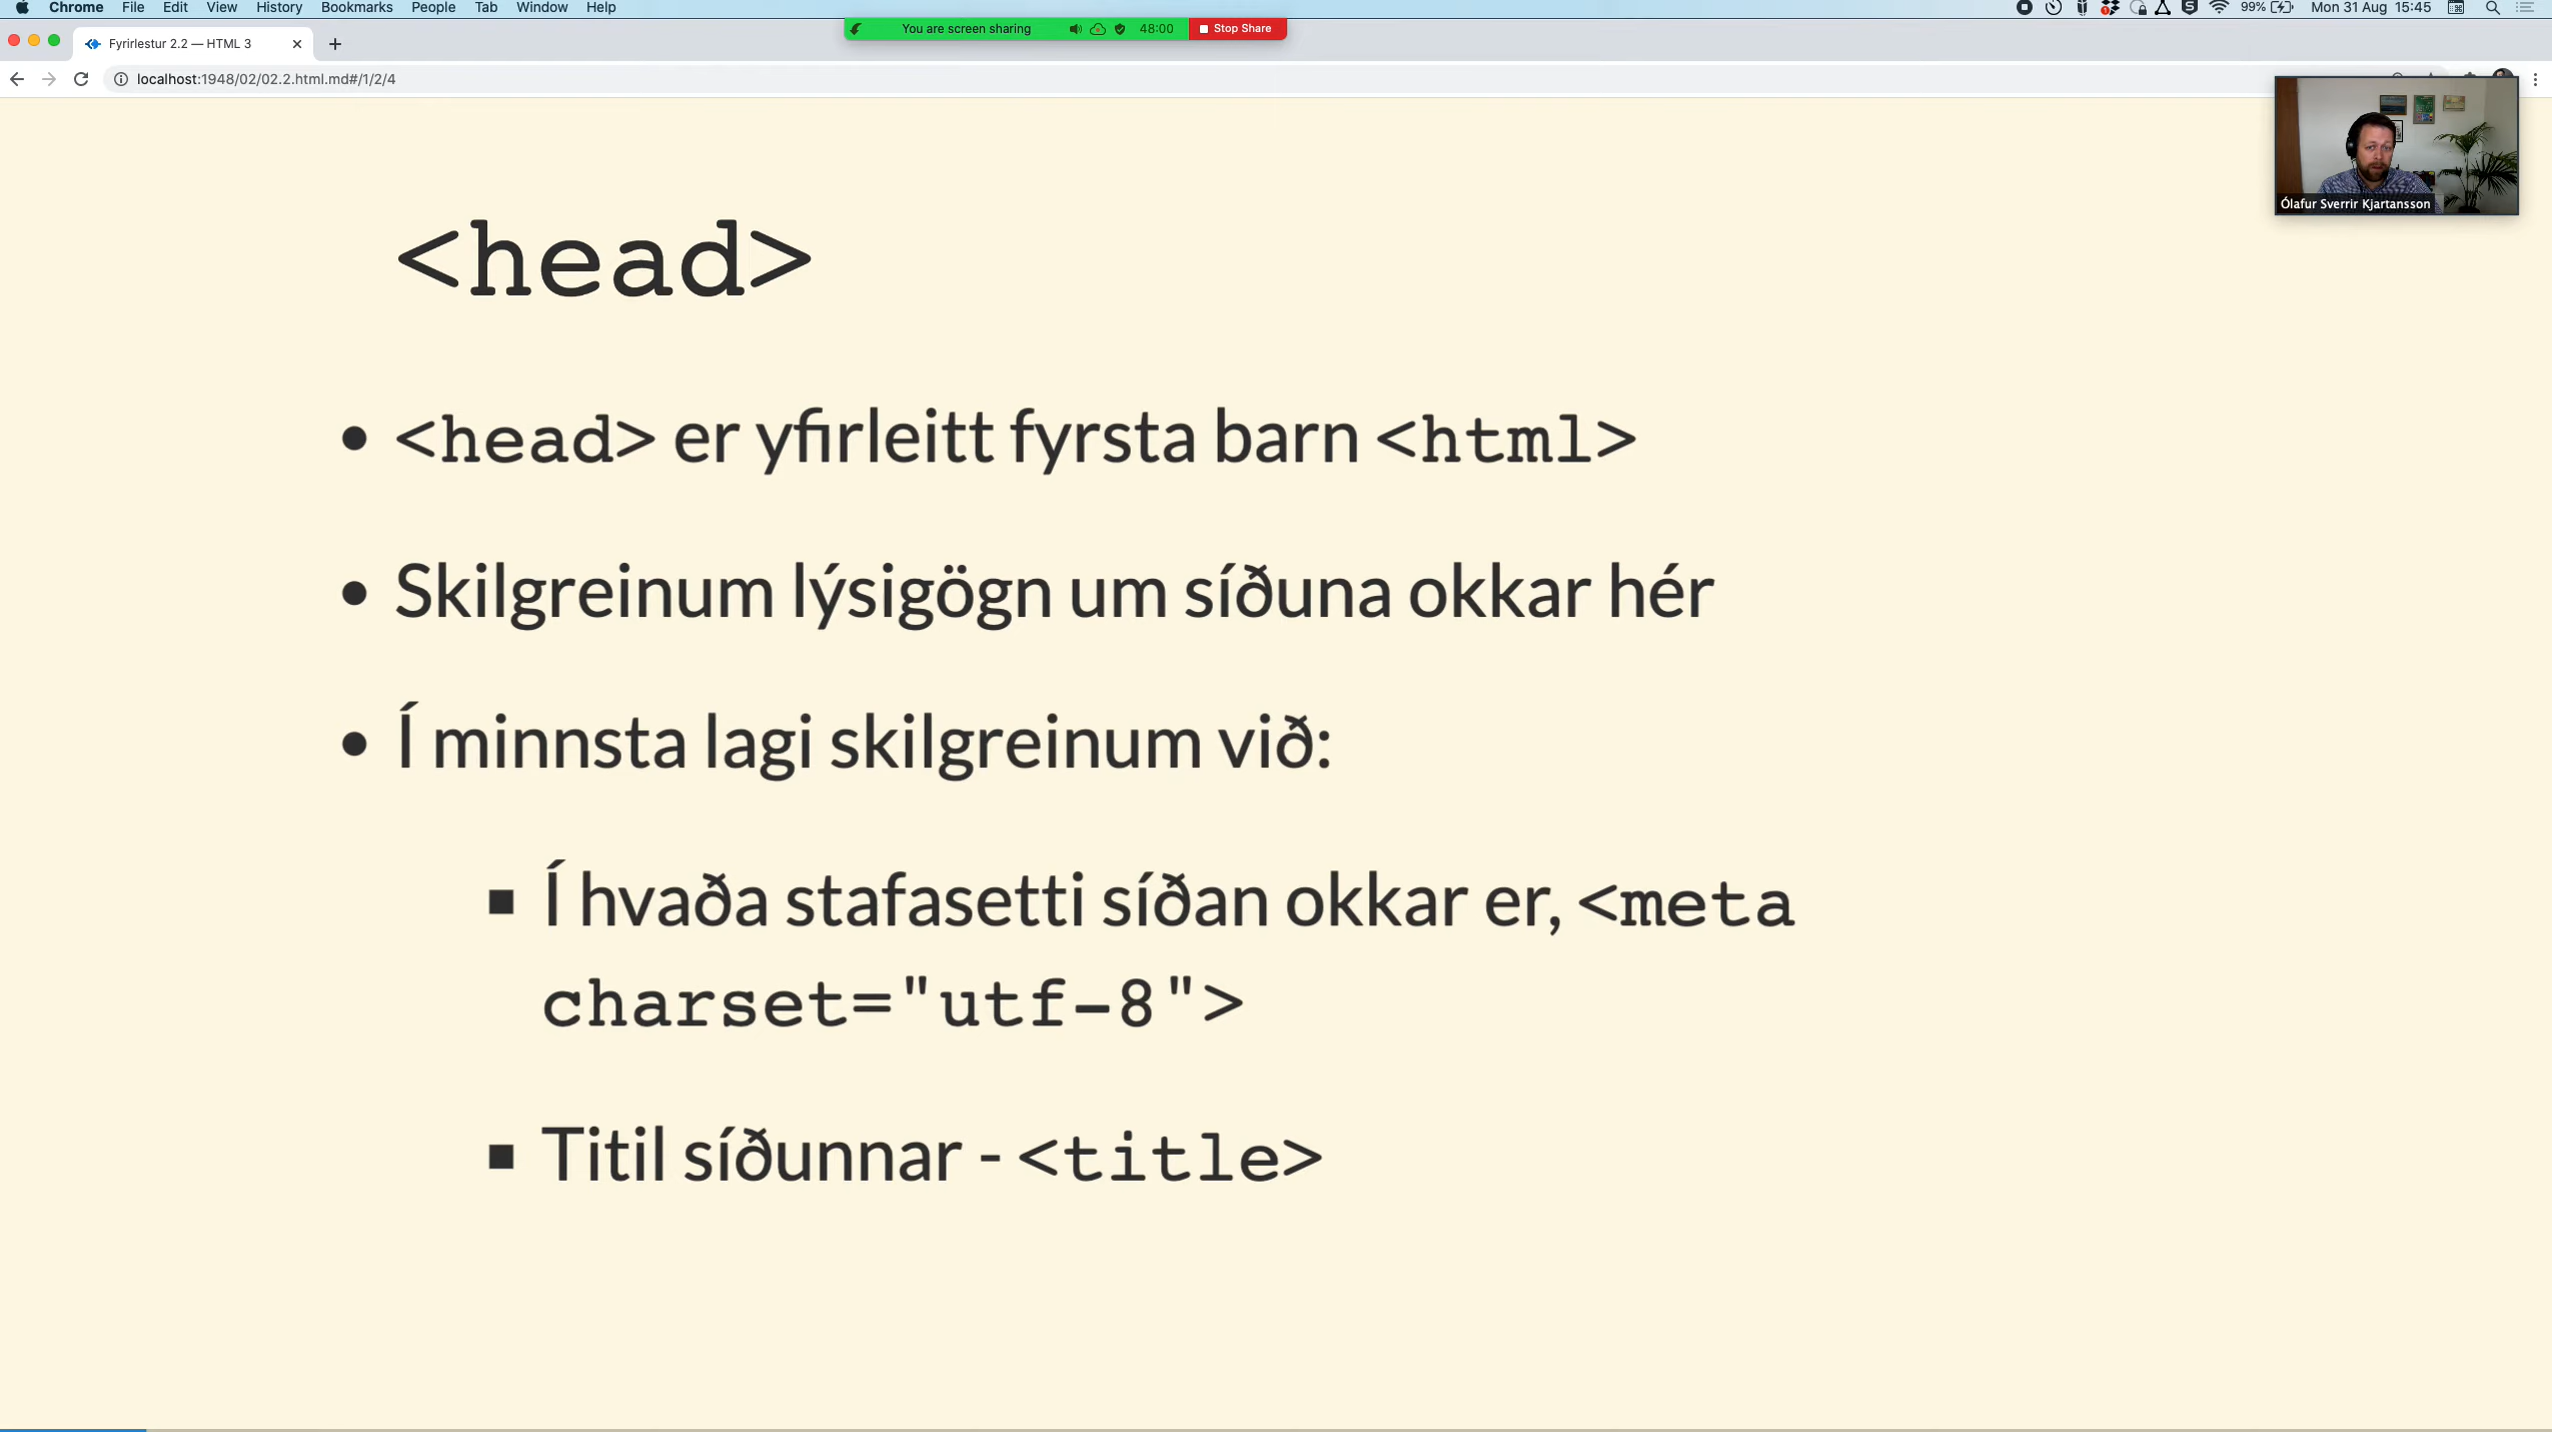 Chrome File Edit View History Bookmarks People Tab Window Help
99% Mon 31 Aug 15:45
You are screen sharing 48:00 Stop Share
Fyrirlestur 2.2 — HTML 3
localhost:1948/02/02.2.html.md#/1/2/4
Ólafur Sverrir Kjartansson
<head>
<head> er yfirleitt fyrsta barn <html>
Skilgreinum lýsigögn um síðuna okkar hér
Í minnsta lagi skilgreinum við:
Í hvaða stafasetti síðan okkar er, <meta
charset="utf-8">
Titil síðunnar - <title>